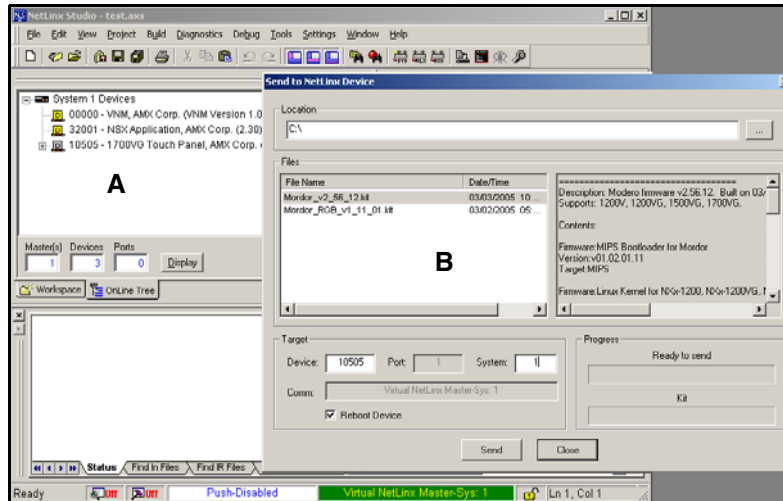 NetLinx Studio - test.axs
File Edit View Project Build Diagnostics Debug Tools Settings Window Help
System 1 Devices
00000 - VNM, AMX Corp. (VNM Version 1.0
32001 - NSX Application, AMX Corp. (2.30)
10505 - 1700VG Touch Panel, AMX Corp.
A
Master(s) Devices Ports
1 3 0 Display
Workspace OnLine Tree
Send to NetLinx Device
Location
C:\
...
Files
File Name Date/Time
Mordor_v2_56_12.kit 03/03/2005 10:...
Mordor_RGB_v1_11_01.kit 03/02/2005 05:...
B
====================================
Description: Modero firmware v2.56.12. Built on 03/
Supports: 1200V, 1200VG, 1500VG, 1700VG.
Contents:
Firmware:MIPS Bootloader for Mordor
Version:v01.02.01.11
Target:MIPS
Firmware:Linux Kernel for NXx-1200, NXx-1200VG,
Target
Device: 10505 Port: 1 System: 1
Comm: Virtual NetLinx Master-Sys: 1
Reboot Device
Progress
Ready to send
Kit
Send Close
Status Find In Files Find IR Files
Ready Off Off Push-Disabled Virtual NetLinx Master-Sys: 1 Ln 1, Col 1